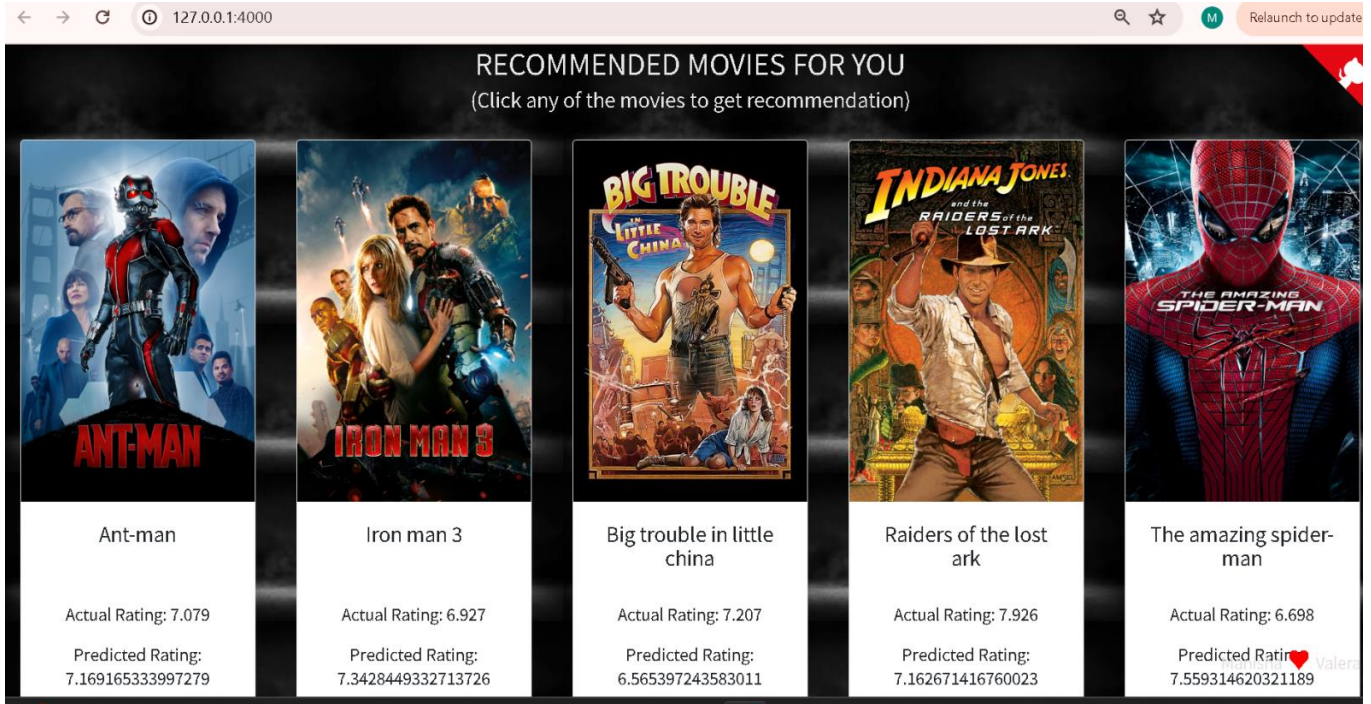 127.0.0.1:4000
M
Relaunch to update
RECOMMENDED MOVIES FOR YOU
(Click any of the movies to get recommendation)
ANT-MAN
IRON MAN 3
BIG TROUBLE
IN
LITTLE
CHINA
INDIANA JONES
and the
RAIDERS of the
LOST ARK
AMSEL
THE AMAZING
SPIDER-MAN
Ant-man
Iron man 3
Big trouble in little
china
Raiders of the lost
ark
The amazing spider-
man
Actual Rating: 7.079
Actual Rating: 6.927
Actual Rating: 7.207
Actual Rating: 7.926
Actual Rating: 6.698
Predicted Rating:
7.169165333997279
Predicted Rating:
7.3428449332713726
Predicted Rating:
6.565397243583011
Predicted Rating:
7.162671416760023
Predicted Rating
7.559314620321189
Manisha Valera